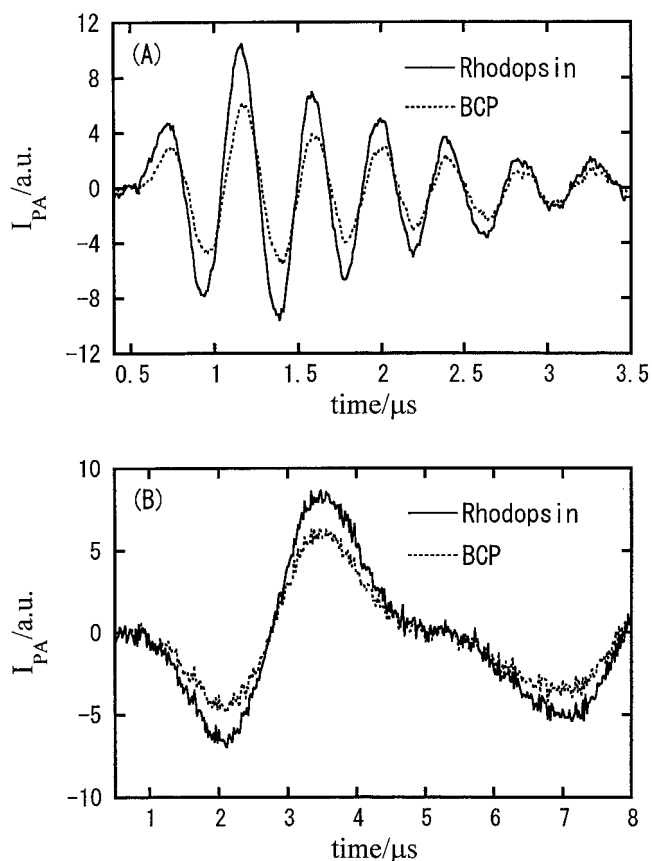 (A)
12
8
4
0
-4
-8
-12
I_PA/a.u.
Rhodopsin
BCP
0.5 1 1.5 2 2.5 3 3.5
time/μs
(B)
10
5
0
-5
-10
I_PA/a.u.
Rhodopsin
BCP
1 2 3 4 5 6 7 8
time/μs